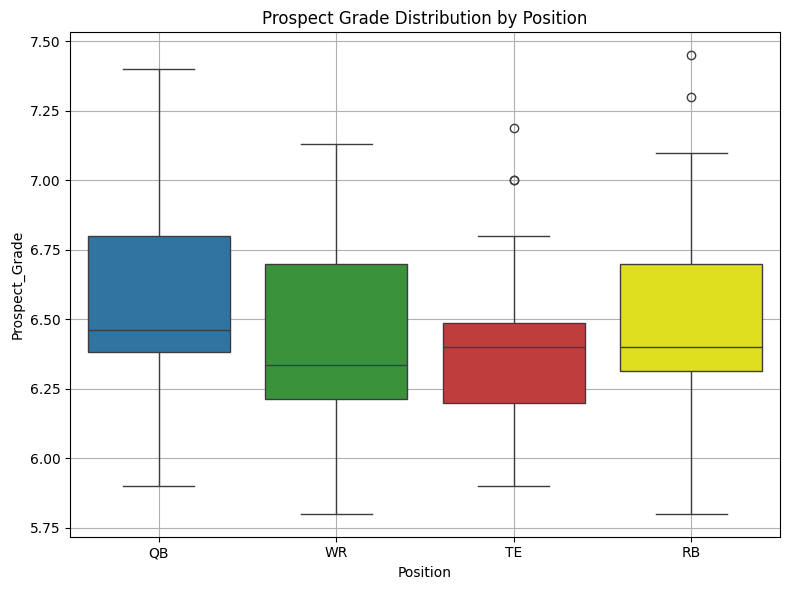 Prospect Grade Distribution by Position
7.50
7.25
7.00
6.75
6.50
6.25
6.00
5.75
Prospect_Grade
QB WR TE RB
Position